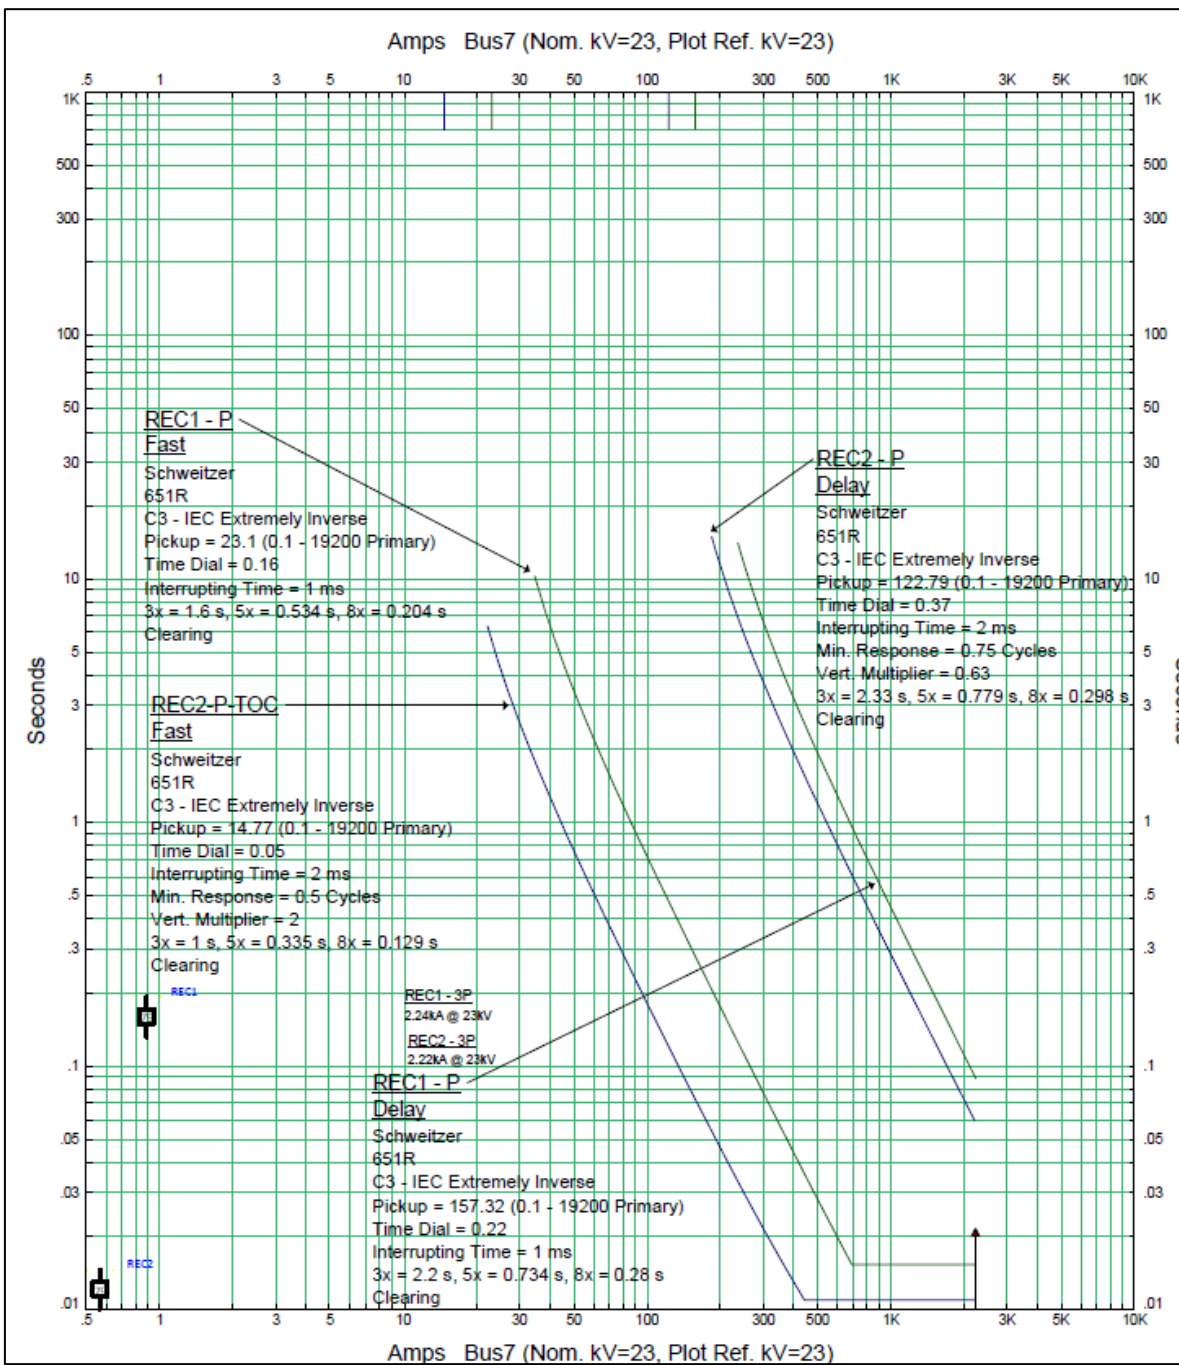 Amps Bus7 (Nom. kV=23, Plot Ref. kV=23)
.5 1 3 5 10 30 50 100 300 500 1K 3K 5K 10K
1K 1K
500 500
300 300
100 100
50 50
REC1 - P
Fast
Schweitzer
651R
C3 - IEC Extremely Inverse
Pickup = 23.1 (0.1 - 19200 Primary)
Time Dial = 0.16
Interrupting Time = 1 ms
3x = 1.6 s, 5x = 0.534 s, 8x = 0.204 s
Clearing
30 30
REC2 - P
Delay
Schweitzer
651R
C3 - IEC Extremely Inverse
Pickup = 122.79 (0.1 - 19200 Primary)
Time Dial = 0.37
Interrupting Time = 2 ms
Min. Response = 0.75 Cycles
Vert. Multiplier = 0.63
3x = 2.33 s, 5x = 0.779 s, 8x = 0.298 s
Clearing
10 10
5 5
Seconds
Seconds
3 3
REC2-P-TOC
Fast
Schweitzer
651R
C3 - IEC Extremely Inverse
Pickup = 14.77 (0.1 - 19200 Primary)
Time Dial = 0.05
Interrupting Time = 2 ms
Min. Response = 0.5 Cycles
Vert. Multiplier = 2
3x = 1 s, 5x = 0.335 s, 8x = 0.129 s
Clearing
1 1
.5 .5
.3 .3
REC1
REC1 - 3P
2.24kA @ 23kV
REC2 - 3P
2.22kA @ 23kV
.1 .1
REC1 - P
Delay
Schweitzer
651R
C3 - IEC Extremely Inverse
Pickup = 157.32 (0.1 - 19200 Primary)
Time Dial = 0.22
Interrupting Time = 1 ms
3x = 2.2 s, 5x = 0.734 s, 8x = 0.28 s
Clearing
.05 .05
.03 .03
REC2
.01 .01
.5 1 3 5 10 30 50 100 300 500 1K 3K 5K 10K
Amps Bus7 (Nom. kV=23, Plot Ref. kV=23)